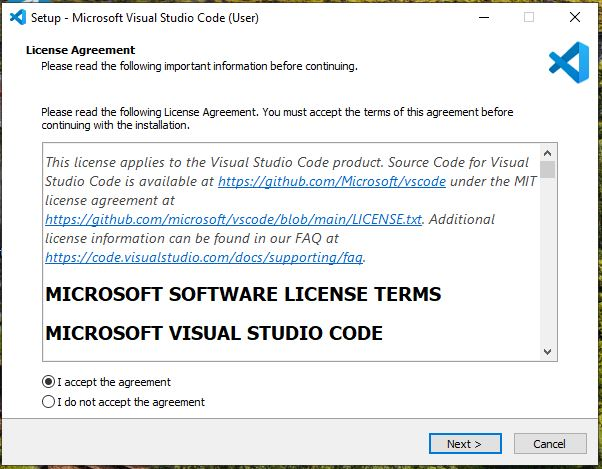 Setup - Microsoft Visual Studio Code (User)
License Agreement
Please read the following important information before continuing.
Please read the following License Agreement. You must accept the terms of this agreement before
continuing with the installation.
This license applies to the Visual Studio Code product. Source Code for Visual
Studio Code is available at https://github.com/Microsoft/vscode under the MIT
license agreement at
https://github.com/microsoft/vscode/blob/main/LICENSE.txt. Additional
license information can be found in our FAQ at
https://code.visualstudio.com/docs/supporting/faq.
MICROSOFT SOFTWARE LICENSE TERMS
MICROSOFT VISUAL STUDIO CODE
I accept the agreement
I do not accept the agreement
Next >
Cancel